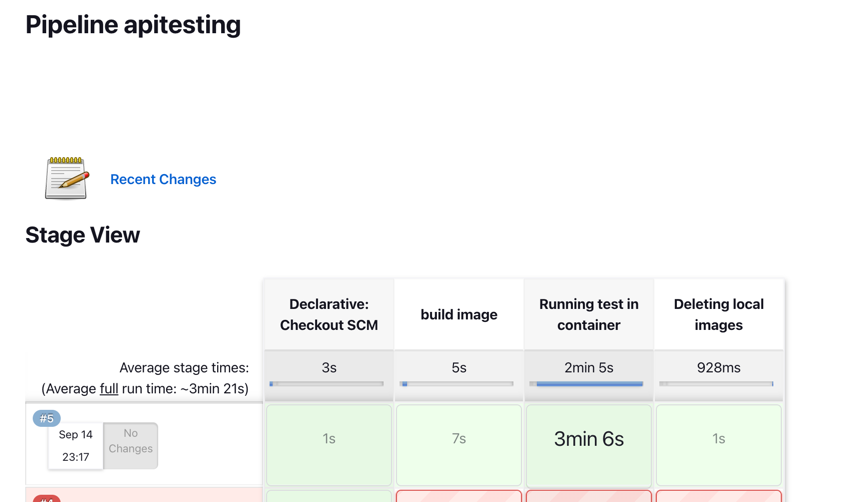 Pipeline apitesting
Recent Changes
Stage View
Declarative:
Checkout SCM
build image
Running test in
container
Deleting local
images
Average stage times:
(Average full run time: ~3min 21s)
3s
5s
2min 5s
928ms
#5
Sep 14
23:17
No
Changes
1s
7s
3min 6s
1s